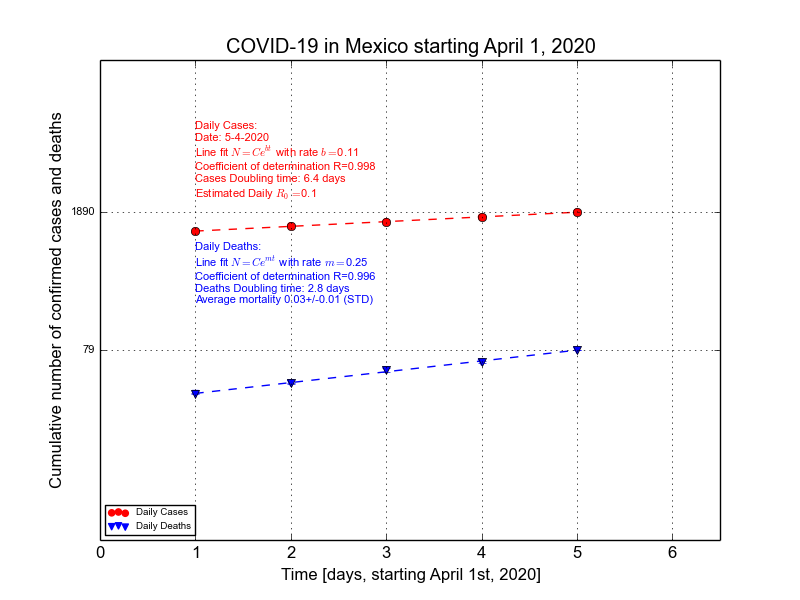 COVID-19 in Mexico starting April 1, 2020
Cumulative number of confirmed cases and deaths
1890
79
Daily Cases:
Date: 5-4-2020
Line fit N=Ce^{bt} with rate b=0.11
Coefficient of determination R=0.998
Cases Doubling time: 6.4 days
Estimated Daily R_0=0.1
Daily Deaths:
Line fit N=Ce^{mt} with rate m=0.25
Coefficient of determination R=0.996
Deaths Doubling time: 2.8 days
Average mortality 0.03+/-0.01 (STD)
Daily Cases
Daily Deaths
0 1 2 3 4 5 6
Time [days, starting April 1st, 2020]